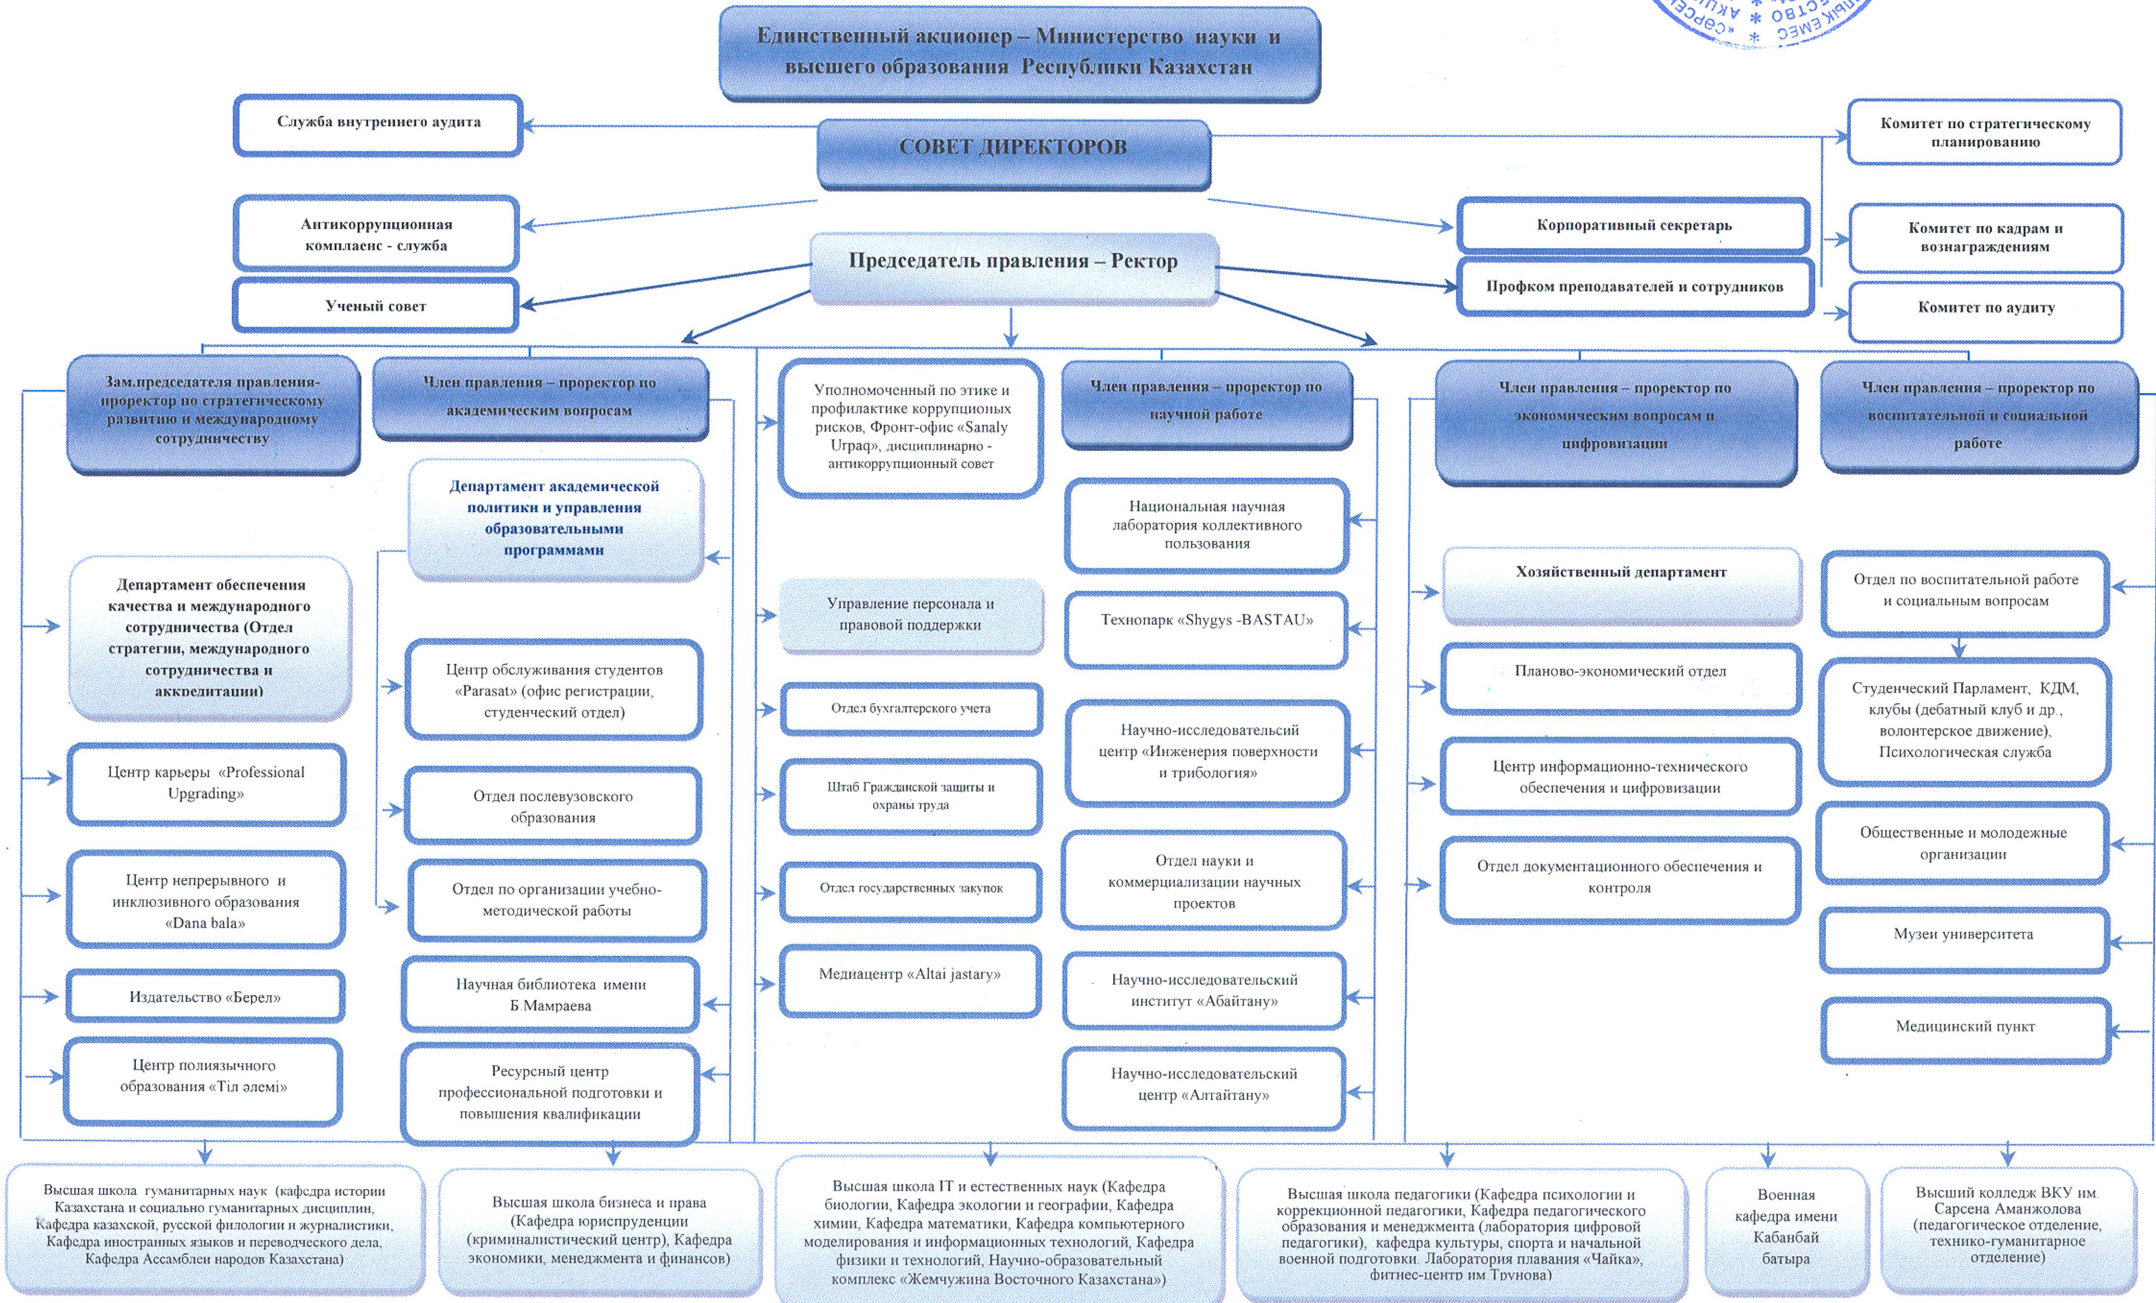 Единственный акционер – Министерство науки и
высшего образования Республики Казахстан
Служба внутреннего аудита
СОВЕТ ДИРЕКТОРОВ
Комитет по стратегическому
планированию
Антикоррупционная
комплаенс - служба
Корпоративный секретарь
Комитет по кадрам и
вознаграждениям
Председатель правления – Ректор
Ученый совет
Профком преподавателей и сотрудников
Комитет по аудиту
Зам.председателя правления-
проректор по стратегическому
развитию и международному
сотрудничеству
Член правления – проректор по
академическим вопросам
Уполномоченный по этике и
профилактике коррупционых
рисков, Фронт-офис «Sanaly
Urpaq», дисциплинарно -
антикоррупционный совет
Член правления – проректор по
научной работе
Член правления – проректор по
экономическим вопросам и
цифровизации
Член правления – проректор по
воспитательной и социальной
работе
Департамент обеспечения
качества и международного
сотрудничества (Отдел
стратегии, международного
сотрудничества и
аккредитации)
Центр карьеры «Professional
Upgrading»
Центр непрерывного и
инклюзивного образования
«Dana bala»
Издательство «Берел»
Центр полиязычного
образования «Тіл әлемі»
Департамент академической
политики и управления
образовательными
программами
Центр обслуживания студентов
«Parasat» (офис регистрации,
студенческий отдел)
Отдел послевузовского
образования
Отдел по организации учебно-
методической работы
Научная библиотека имени
Б.Мамраева
Ресурсный центр
профессиональной подготовки и
повышения квалификации
Управление персонала и
правовой поддержки
Отдел бухгалтерского учета
Штаб Гражданской защиты и
охраны труда
Отдел государственных закупок
Медиацентр «Altai jastary»
Национальная научная
лаборатория коллективного
пользования
Технопарк «Shygys -BASTAU»
Научно-исследовательсий
центр «Инженерия поверхности
и трибология»
Отдел науки и
коммерциализации научных
проектов
Научно-исследовательский
институт «Абайтану»
Научно-исследовательский
центр «Алтайтану»
Хозяйственный департамент
Планово-экономический отдел
Центр информационно-технического
обеспечения и цифровизации
Отдел документационного обеспечения и
контроля
Отдел по воспитательной работе
и социальным вопросам
Студенческий Парламент, КДМ,
клубы (дебатный клуб и др.,
волонтерское движение),
Психологическая служба
Общественные и молодежные
организации
Музеи университета
Медицинский пункт
Высшая школа гуманитарных наук (кафедра истории
Казахстана и социально гуманитарных дисциплин,
Кафедра казахской, русской филологии и журналистики,
Кафедра иностранных языков и переводческого дела,
Кафедра Ассамблеи народов Казахстана)
Высшая школа бизнеса и права
(Кафедра юриспруденции
(криминалистический центр), Кафедра
экономики, менеджмента и финансов)
Высшая школа IT и естественных наук (Кафедра
биологии, Кафедра экологии и географии, Кафедра
химии, Кафедра математики, Кафедра компьютерного
моделирования и информационных технологий, Кафедра
физики и технологий, Научно-образовательный
комплекс «Жемчужина Восточного Казахстана»)
Высшая школа педагогики (Кафедра психологии и
коррекционной педагогики, Кафедра педагогического
образования и менеджмента (лаборатория цифровой
педагогики), кафедра культуры, спорта и начальной
военной подготовки. Лаборатория плавания «Чайка»,
фитнес-центр им Трунова)
Военная
кафедра имени
Кабанбай
батыра
Высший колледж ВКУ им.
Сарсена Аманжолова
(педагогическое отделение,
технико-гуманитарное
отделение)